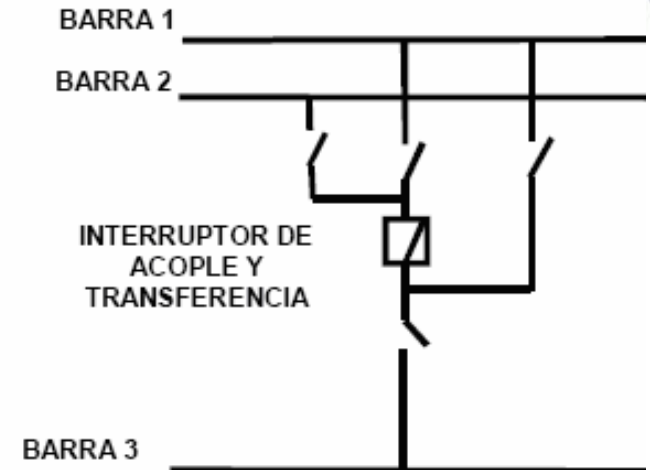 BARRA 1
BARRA 2
INTERRUPTOR DE
ACOPLE Y
TRANSFERENCIA
BARRA 3